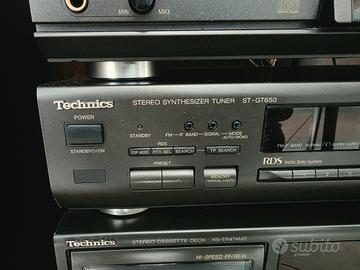 MIN MAX
Technics STEREO SYNTHESIZER TUNER ST-GT650
POWER
STANDBY
FM—IF BAND SIGNAL MODE
AUTO/MONO
RDS
STANDBY⏻/ON DISP MODE PTY SEL SEARCH TP SEARCH
PRESET
MEMORY
RDS Radio Data System
Technics STEREO CASSETTE DECK RS-TR474M2
HI-SPEED FF/REW
subito